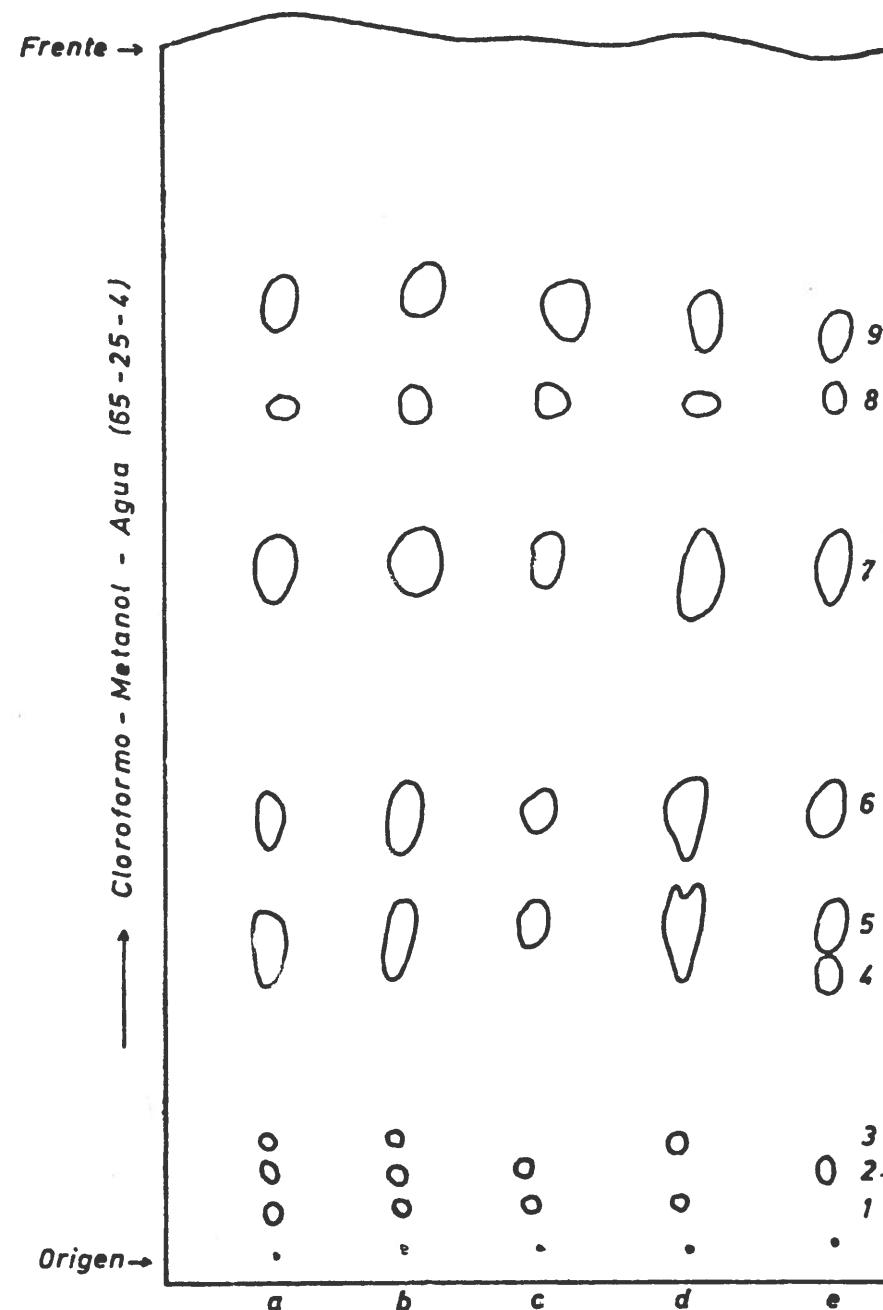 Frente →
Cloroformo - Metanol - Agua (65 - 25 - 4)
9
8
7
6
5
4
3
2.
1
Origen →
a b c d e